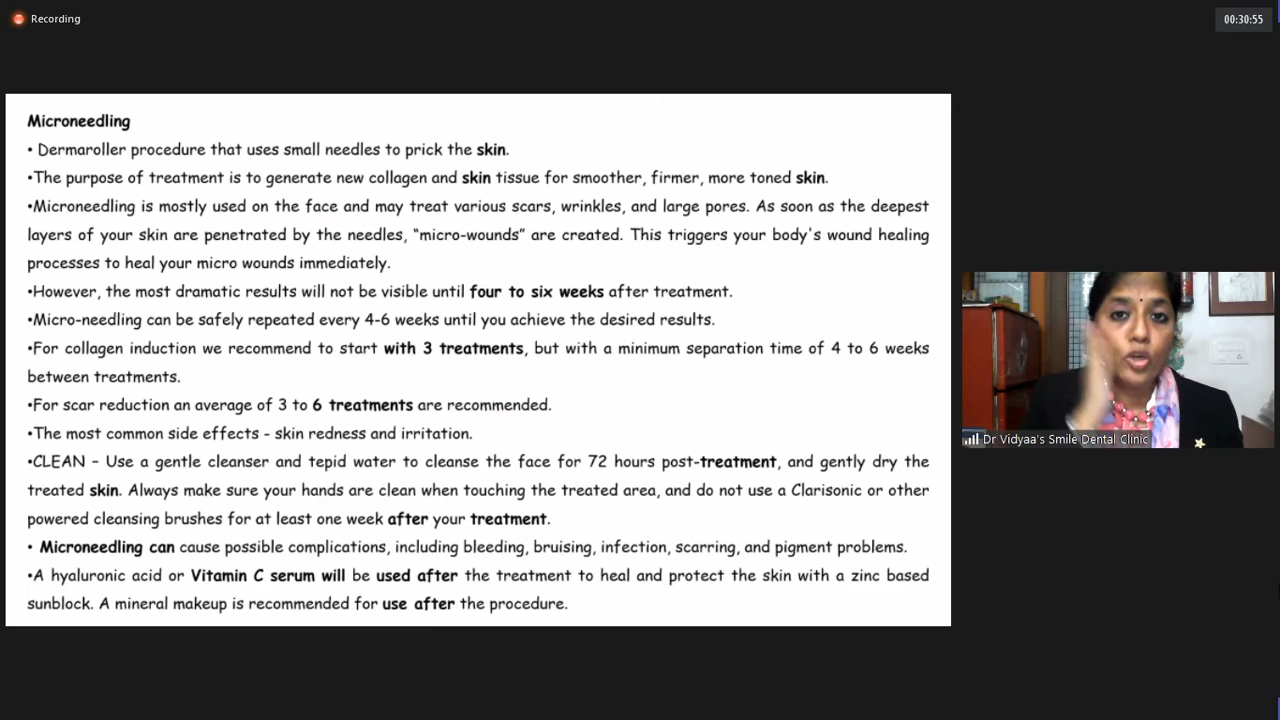 Recording
00:30:55
Microneedling
• Dermaroller procedure that uses small needles to prick the skin.
•The purpose of treatment is to generate new collagen and skin tissue for smoother, firmer, more toned skin.
•Microneedling is mostly used on the face and may treat various scars, wrinkles, and large pores. As soon as the deepest
layers of your skin are penetrated by the needles, “micro-wounds” are created. This triggers your body's wound healing
processes to heal your micro wounds immediately.
•However, the most dramatic results will not be visible until four to six weeks after treatment.
•Micro-needling can be safely repeated every 4-6 weeks until you achieve the desired results.
•For collagen induction we recommend to start with 3 treatments, but with a minimum separation time of 4 to 6 weeks
between treatments.
•For scar reduction an average of 3 to 6 treatments are recommended.
•The most common side effects - skin redness and irritation.
•CLEAN – Use a gentle cleanser and tepid water to cleanse the face for 72 hours post-treatment, and gently dry the
treated skin. Always make sure your hands are clean when touching the treated area, and do not use a Clarisonic or other
powered cleansing brushes for at least one week after your treatment.
• Microneedling can cause possible complications, including bleeding, bruising, infection, scarring, and pigment problems.
•A hyaluronic acid or Vitamin C serum will be used after the treatment to heal and protect the skin with a zinc based
sunblock. A mineral makeup is recommended for use after the procedure.
Dr Vidyaa's Smile Dental Clinic